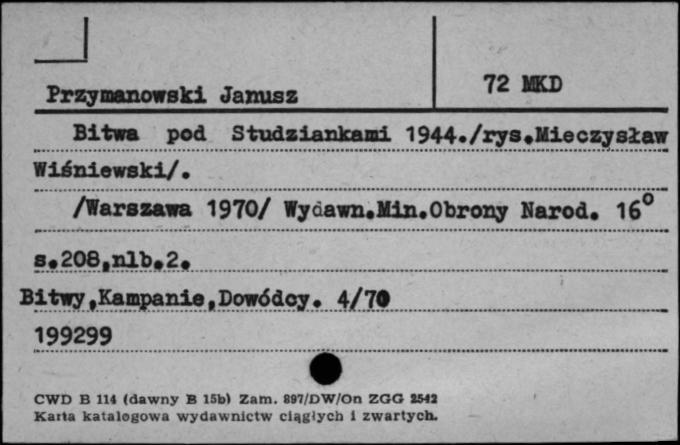 Przymanowski Janusz
72 MKD
Bitwa pod Studziankami 1944./rys.Mieczysław
Wiśniewski/.
/Warszawa 1970/ Wydawn.Min.Obrony Narod. 16°
s.208,nlb.2.
Bitwy,Kampanie,Dowódcy. 4/70
199299
CWD B 114 (dawny B 15b) Zam. 897/DW/On ZGG 2542
Karta katalogowa wydawnictw ciągłych i zwartych.